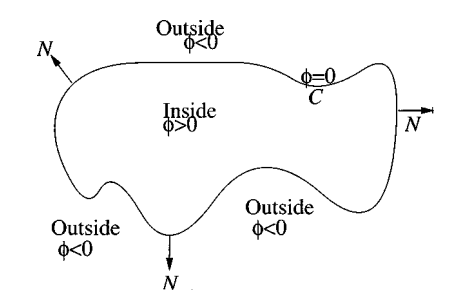 Outside
ϕ<0
N
ϕ=0
C
Inside
ϕ>0
N
Outside
ϕ<0
Outside
ϕ<0
N